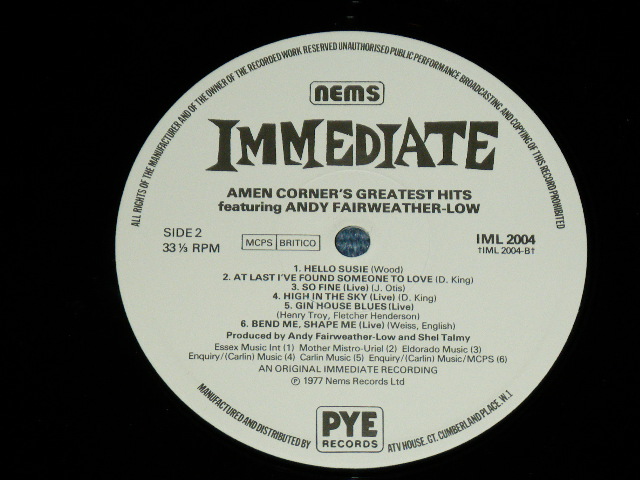 ALL RIGHTS OF THE MANUFACTURER AND OF THE OWNER OF THE RECORDED WORK RESERVED UNAUTHORISED PUBLIC PERFORMANCE BROADCASTING AND COPYING OF THIS RECORD PROHIBITED
nems
IMMEDIATE
AMEN CORNER'S GREATEST HITS
featuring ANDY FAIRWEATHER-LOW
SIDE 2
33 1/3 RPM
MCPS BRITICO
IML 2004
†IML 2004-B†
1. HELLO SUSIE (Wood)
2. AT LAST I'VE FOUND SOMEONE TO LOVE (D. King)
3. SO FINE (Live) (J. Otis)
4. HIGH IN THE SKY (Live) (D. King)
5. GIN HOUSE BLUES (Live)
(Henry Troy, Fletcher Henderson)
6. BEND ME, SHAPE ME (Live) (Weiss, English)
Produced by Andy Fairweather-Low and Shel Talmy
Essex Music Int (1) Mother Mistro-Uriel (2) Eldorado Music (3)
Enquiry/(Carlin) Music (4) Carlin Music (5) Enquiry/(Carlin) Music/MCPS (6)
AN ORIGINAL IMMEDIATE RECORDING
℗ 1977 Nems Records Ltd
MANUFACTURED AND DISTRIBUTED BY
PYE
RECORDS
ATV HOUSE. GT. CUMBERLAND PLACE. W.1